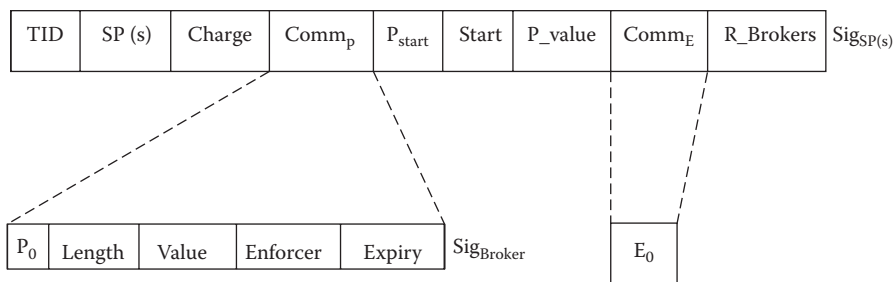 TID SP (s) Charge Comm_p P_start Start P_value Comm_E R_Brokers Sig_SP(s)
P_0 Length Value Enforcer Expiry Sig_Broker
E_0